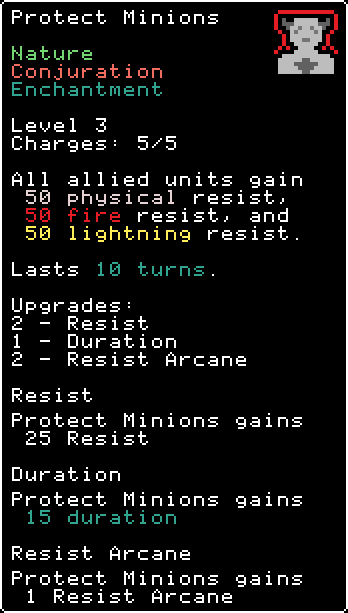 Protect Minions
Nature
Conjuration
Enchantment
Level 3
Charges: 5/5
All allied units gain
50 physical resist,
50 fire resist, and
50 lightning resist.
Lasts 10 turns.
Upgrades:
2 - Resist
1 - Duration
2 - Resist Arcane
Resist
Protect Minions gains
25 Resist
Duration
Protect Minions gains
15 duration
Resist Arcane
Protect Minions gains
1 Resist Arcane